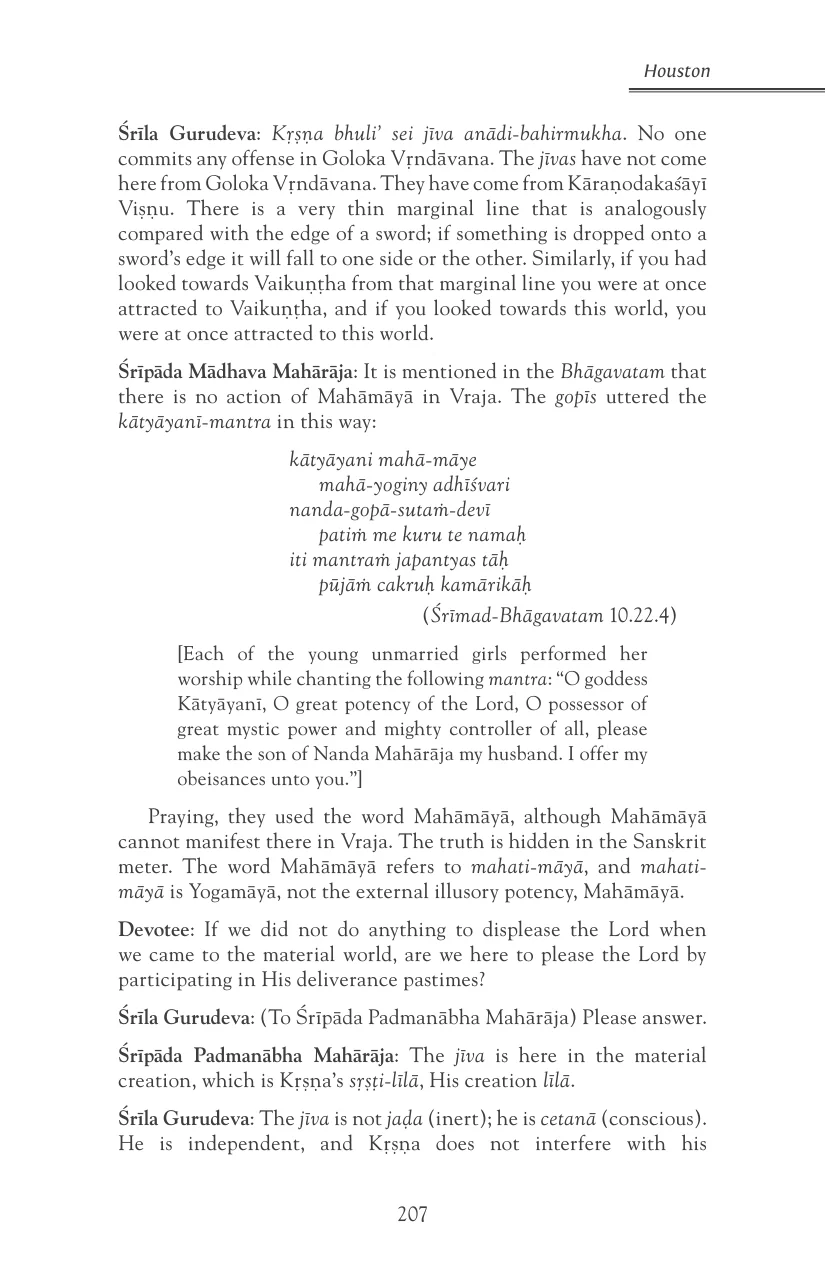 Houston
Śrīla Gurudeva: Kṛṣṇa bhuli’ sei jīva anādi-bahirmukha. No one
commits any offense in Goloka Vṛndāvana. The jīvas have not come
here from Goloka Vṛndāvana. They have come from Kāraṇodakaśāyī
Viṣṇu. There is a very thin marginal line that is analogously
compared with the edge of a sword; if something is dropped onto a
sword’s edge it will fall to one side or the other. Similarly, if you had
looked towards Vaikuṇṭha from that marginal line you were at once
attracted to Vaikuṇṭha, and if you looked towards this world, you
were at once attracted to this world.
Śrīpāda Mādhava Mahārāja: It is mentioned in the Bhāgavatam that
there is no action of Mahāmāyā in Vraja. The gopīs uttered the
kātyāyanī-mantra in this way:
kātyāyani mahā-māye
mahā-yoginy adhīśvari
nanda-gopā-sutaṁ-devī
patiṁ me kuru te namaḥ
iti mantraṁ japantyas tāḥ
pūjāṁ cakruḥ kamārikāḥ
(Śrīmad-Bhāgavatam 10.22.4)
[Each of the young unmarried girls performed her
worship while chanting the following mantra: “O goddess
Kātyāyanī, O great potency of the Lord, O possessor of
great mystic power and mighty controller of all, please
make the son of Nanda Mahārāja my husband. I offer my
obeisances unto you.”]
Praying, they used the word Mahāmāyā, although Mahāmāyā
cannot manifest there in Vraja. The truth is hidden in the Sanskrit
meter. The word Mahāmāyā refers to mahati-māyā, and mahati-
māyā is Yogamāyā, not the external illusory potency, Mahāmāyā.
Devotee: If we did not do anything to displease the Lord when
we came to the material world, are we here to please the Lord by
participating in His deliverance pastimes?
Śrīla Gurudeva: (To Śrīpāda Padmanābha Mahārāja) Please answer.
Śrīpāda Padmanābha Mahārāja: The jīva is here in the material
creation, which is Kṛṣṇa’s sṛṣṭi-līlā, His creation līlā.
Śrīla Gurudeva: The jīva is not jaḍa (inert); he is cetanā (conscious).
He is independent, and Kṛṣṇa does not interfere with his
207